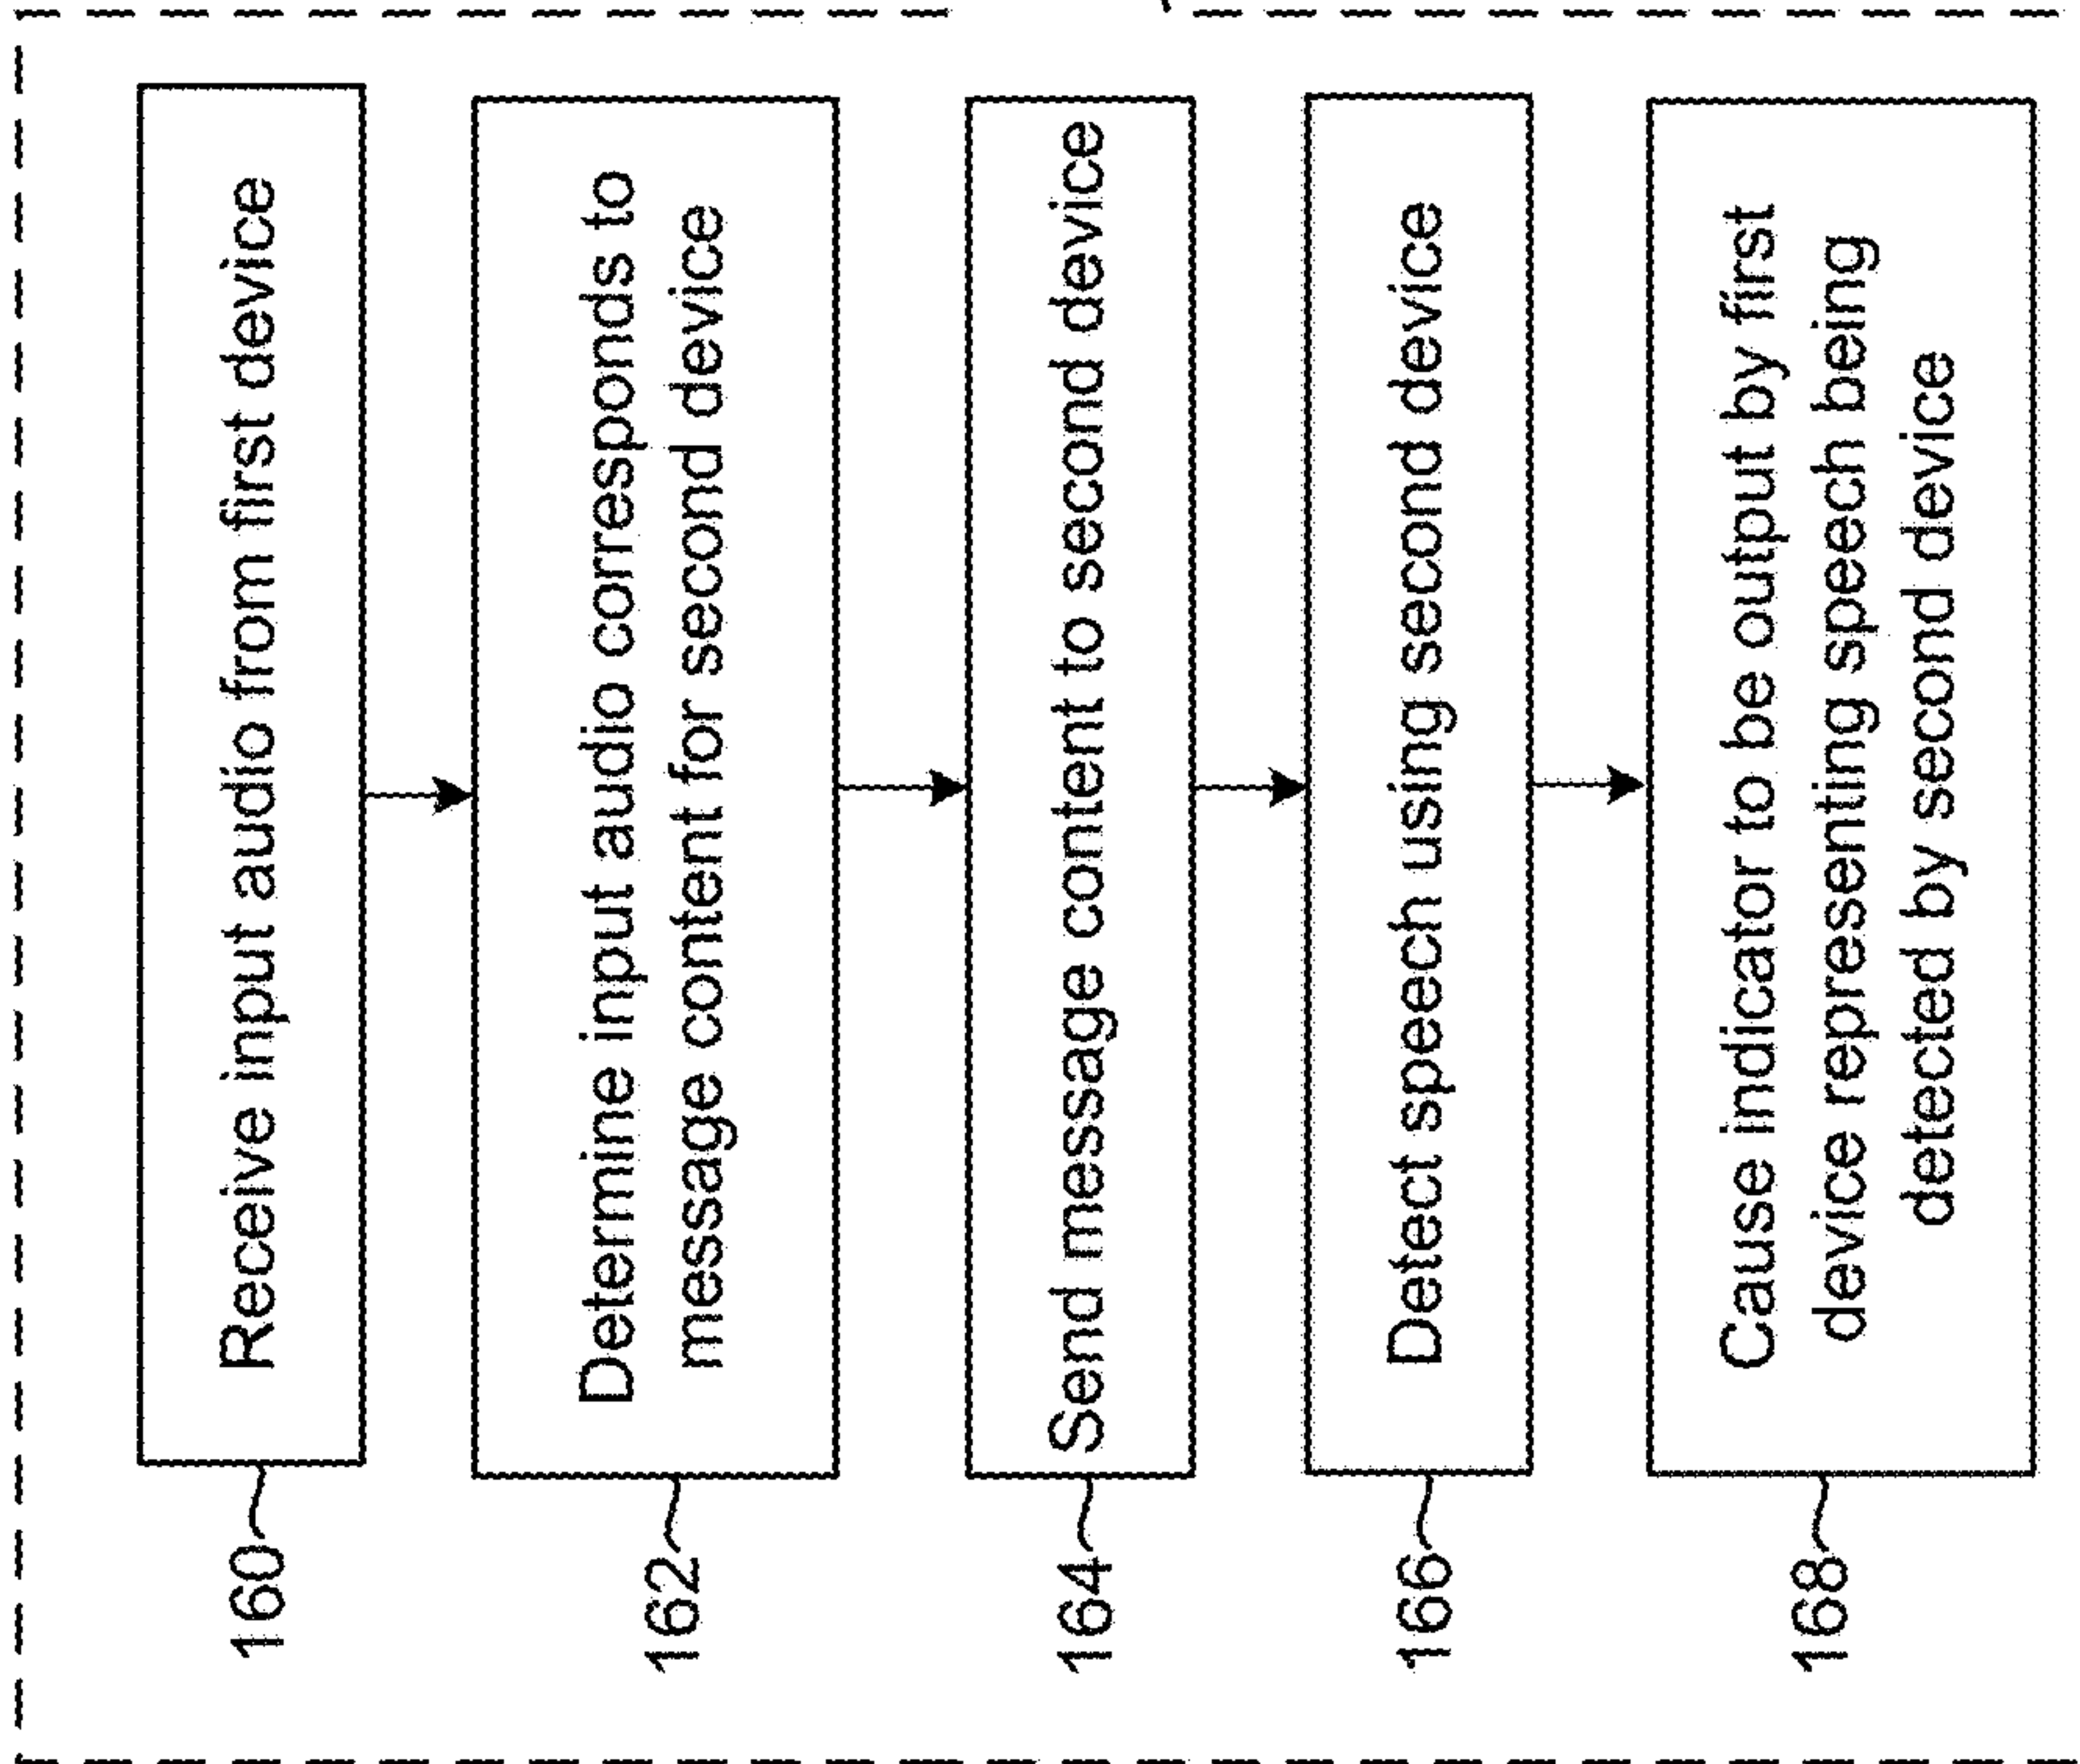 160
Receive input audio from first device
162
Determine input audio corresponds to
message content for second device
164
Send message content to second device
166
Detect speech using second device
168
Cause indicator to be output by first
device representing speech being
detected by second device